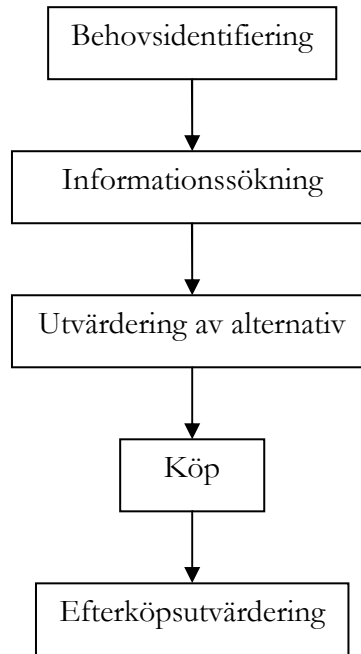 Behovsidentifiering
Informationssökning
Utvärdering av alternativ
Köp
Efterköpsutvärdering